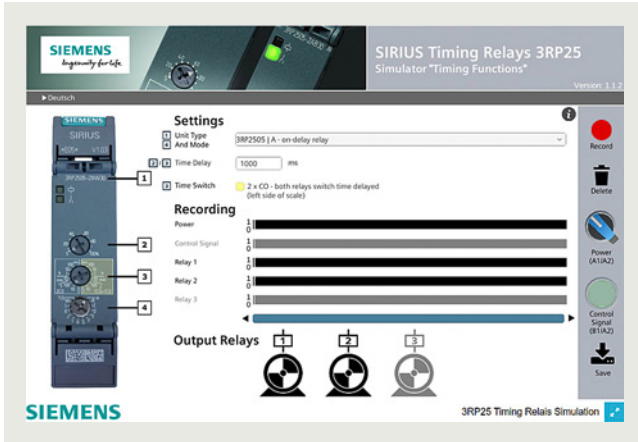 SIEMENS
Ingenuity for life
SIRIUS Timing Relays 3RP25
Simulator "Timing Functions"
Version: 1.1.2
▶Deutsch
SIEMENS
SIRIUS
V1.03
1
2
3
4
Settings
1 Unit Type
4 And Mode
3RP2505 | A - on-delay relay
2 / 3 Time Delay
1000 ms
3 Time Switch
2 x CO - both relays switch time delayed
(left side of scale)
Recording
Power 1 0
Control Signal 1 0
Relay 1 1 0
Relay 2 1 0
Relay 3 1 0
Output Relays 1 2 3
i
Record
Delete
Power
(A1/A2)
Control
Signal
(B1/A2)
Save
SIEMENS
3RP25 Timing Relais Simulation